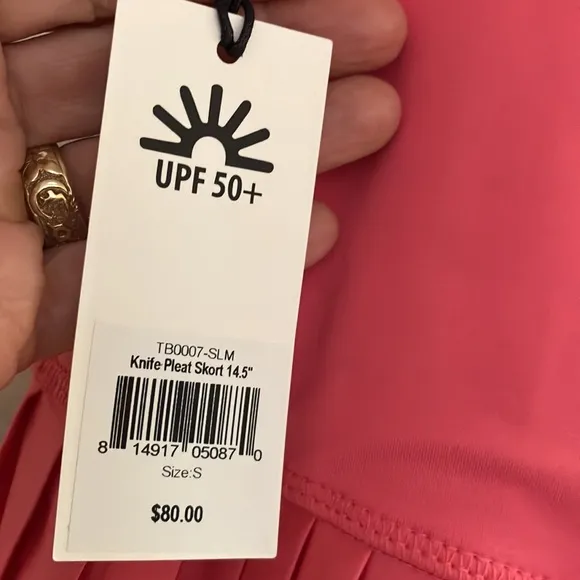 UPF 50+
TB0007-SLM
Knife Pleat Skort 14.5"
8 14917 05087 0
Size:S
$80.00